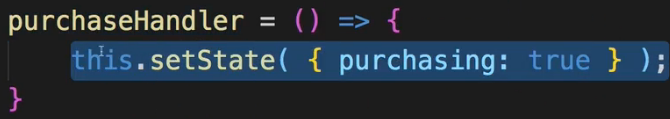 purchaseHandler = () => {
    this.setState( { purchasing: true } );
}